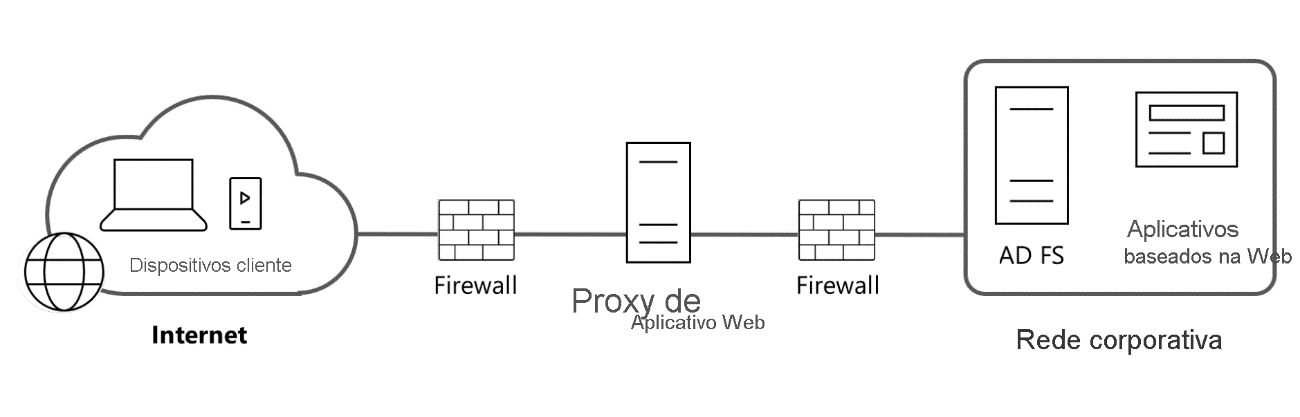 Dispositivos cliente
Internet
Firewall
Proxy de
Aplicativo Web
Firewall
AD FS
Aplicativos
baseados na Web
Rede corporativa